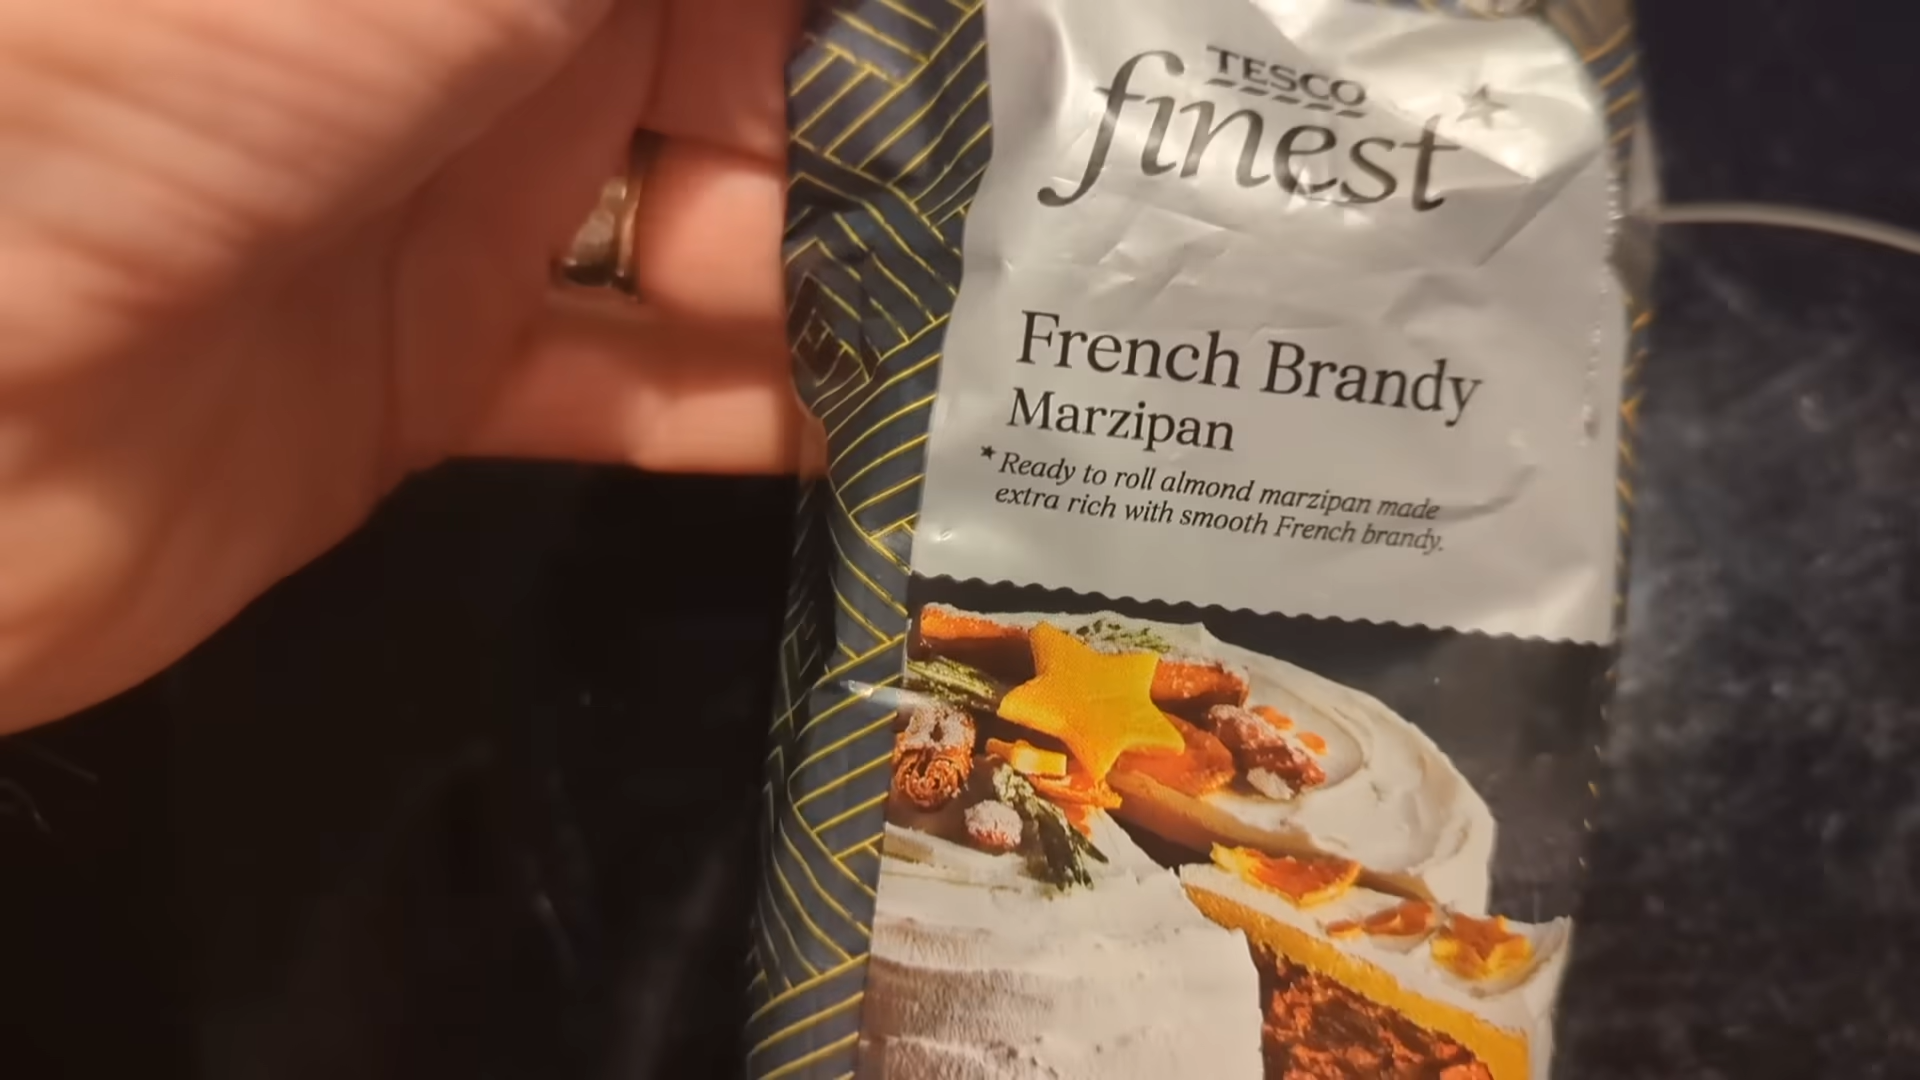 TESCO
finest*
French Brandy
Marzipan
*Ready to roll almond marzipan made
extra rich with smooth French brandy.